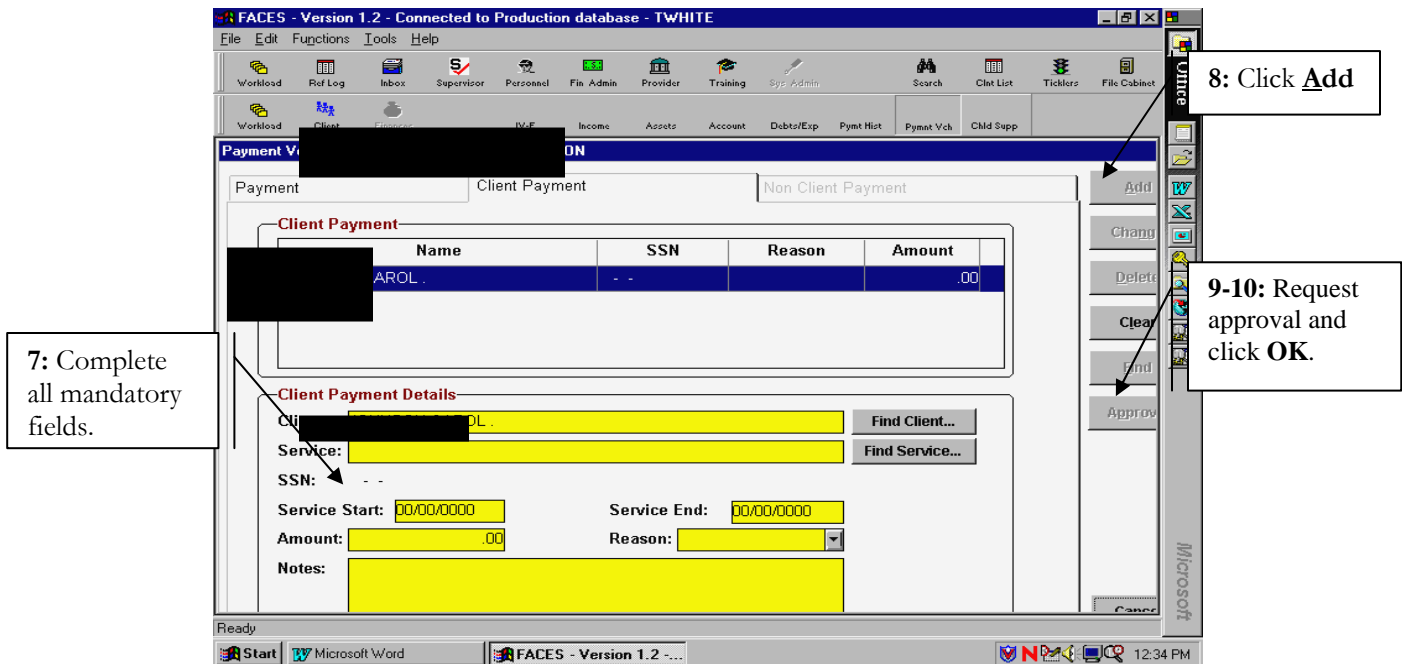 FACES - Version 1.2 - Connected to Production database - TWHITE
File Edit Functions Tools Help
Workload Ref Log Inbox Supervisor Personnel Fin Admin Provider Training Sys Admin Search Clnt List Ticklers File Cabinet
Workload Client Finances IV-E Income Assets Account Debts/Exp Pymt Hist Pymnt Vch Chld Supp
Office
8: Click Add
Payment Ve ON
Payment Client Payment Non Client Payment
Add
Client Payment
Chang
Name SSN Reason Amount
AROL . - - .00
Delete
9-10: Request
approval and
click OK.
Clear
7: Complete
all mandatory
fields.
Find
Client Payment Details
Approv
OL . Find Client...
Service: Find Service...
SSN: - -
Service Start: 00/00/0000 Service End: 00/00/0000
Amount: .00 Reason:
Notes:
Microsoft
Cance
Ready
Start Microsoft Word FACES - Version 1.2 -... 12:34 PM